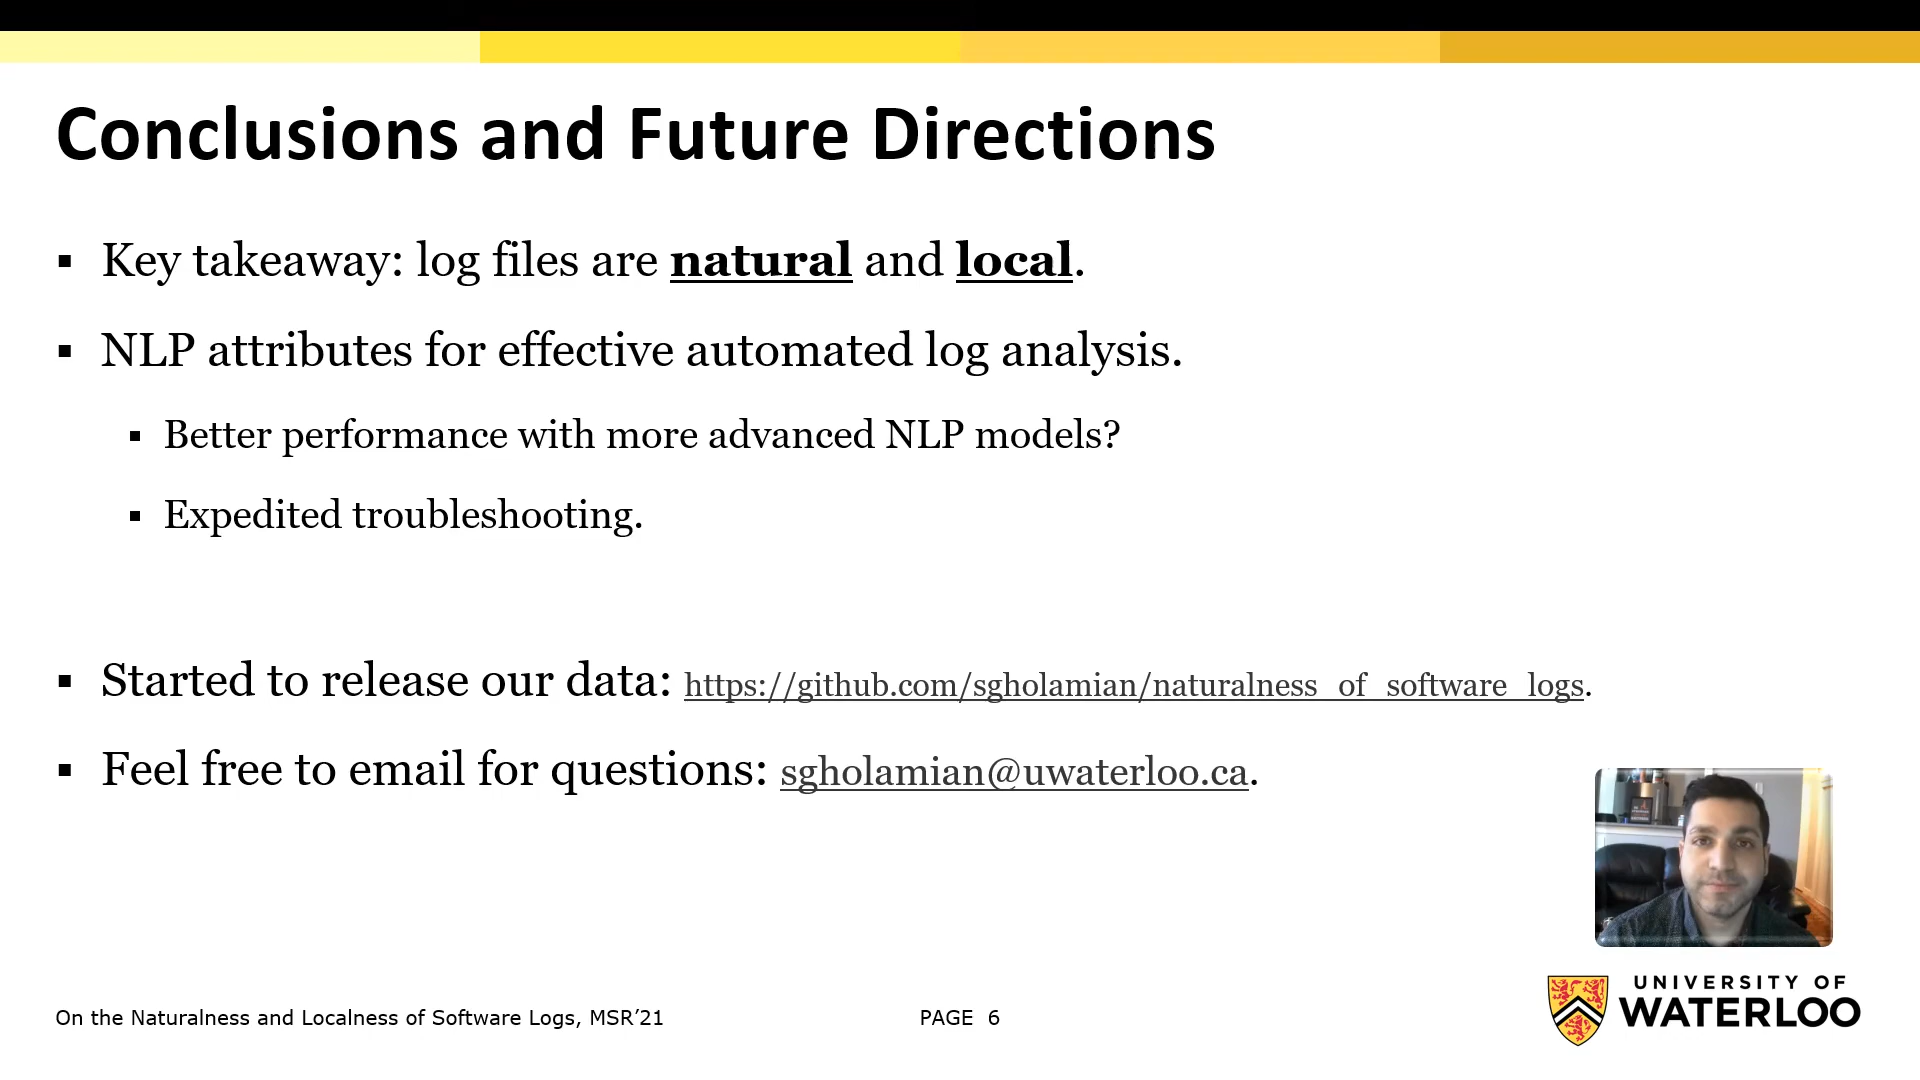 Conclusions and Future Directions
▪ Key takeaway: log files are natural and local.
▪ NLP attributes for effective automated log analysis.
▪ Better performance with more advanced NLP models?
▪ Expedited troubleshooting.
▪ Started to release our data: https://github.com/sgholamian/naturalness_of_software_logs.
▪ Feel free to email for questions: sgholamian@uwaterloo.ca.
On the Naturalness and Localness of Software Logs, MSR’21
PAGE 6
UNIVERSITY OF
WATERLOO